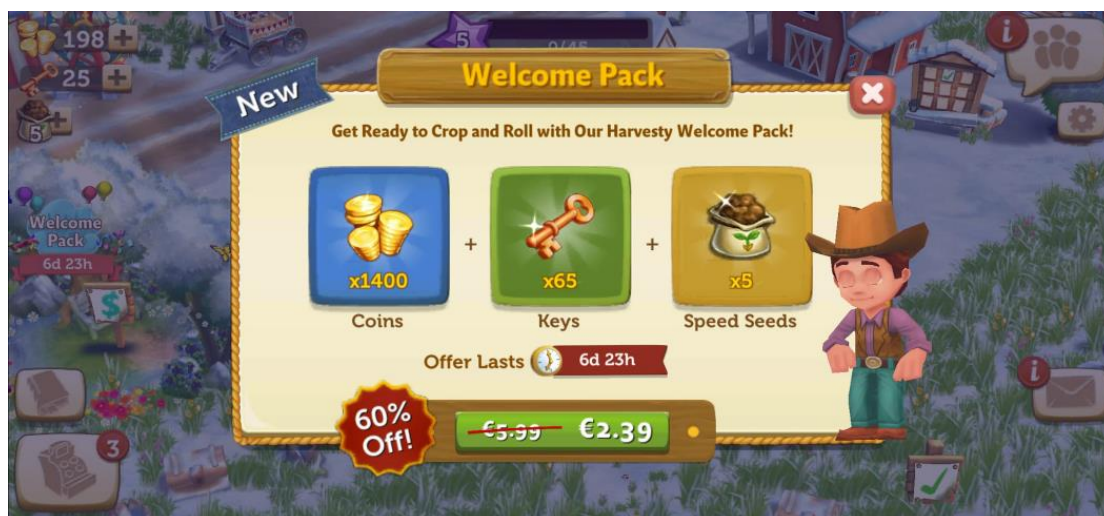 198
25
5
5
0/45
i
New
Welcome Pack
Get Ready to Crop and Roll with Our Harvesty Welcome Pack!
x1400 + x65 + x5
Coins Keys Speed Seeds
Offer Lasts 6d 23h
60%
Off!
€5.99 €2.39
Welcome
Pack
6d 23h
$
3
i